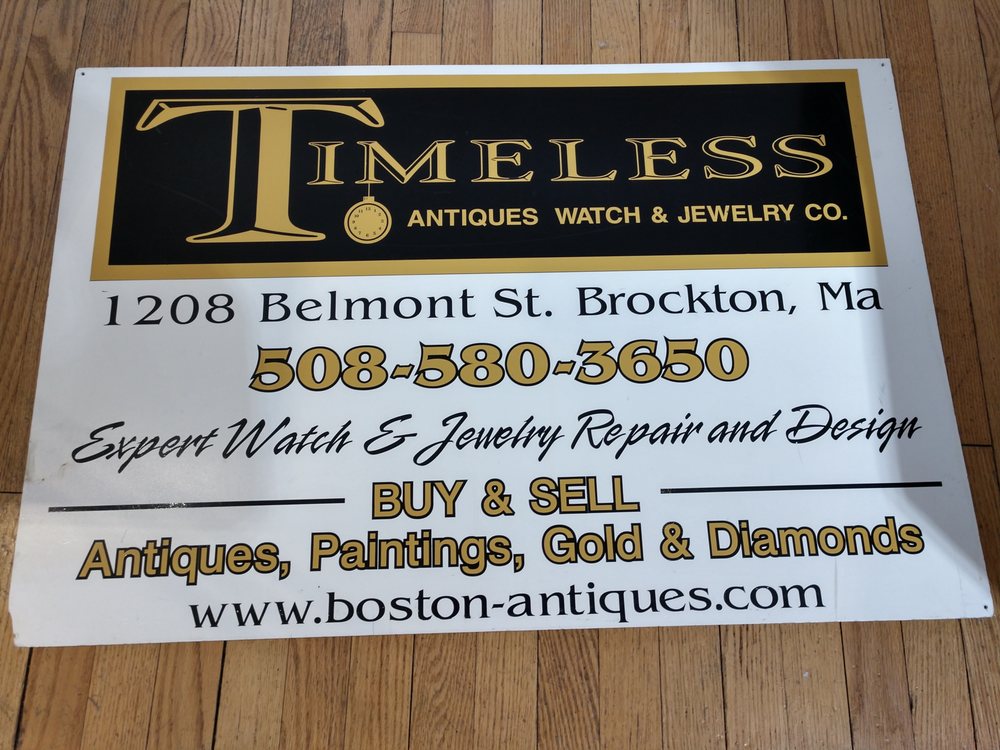 TIMELESS
ANTIQUES WATCH & JEWELRY CO.
1208 Belmont St. Brockton, Ma
508-580-3650
Expert Watch & Jewelry Repair and Design
BUY & SELL
Antiques, Paintings, Gold & Diamonds
www.boston-antiques.com